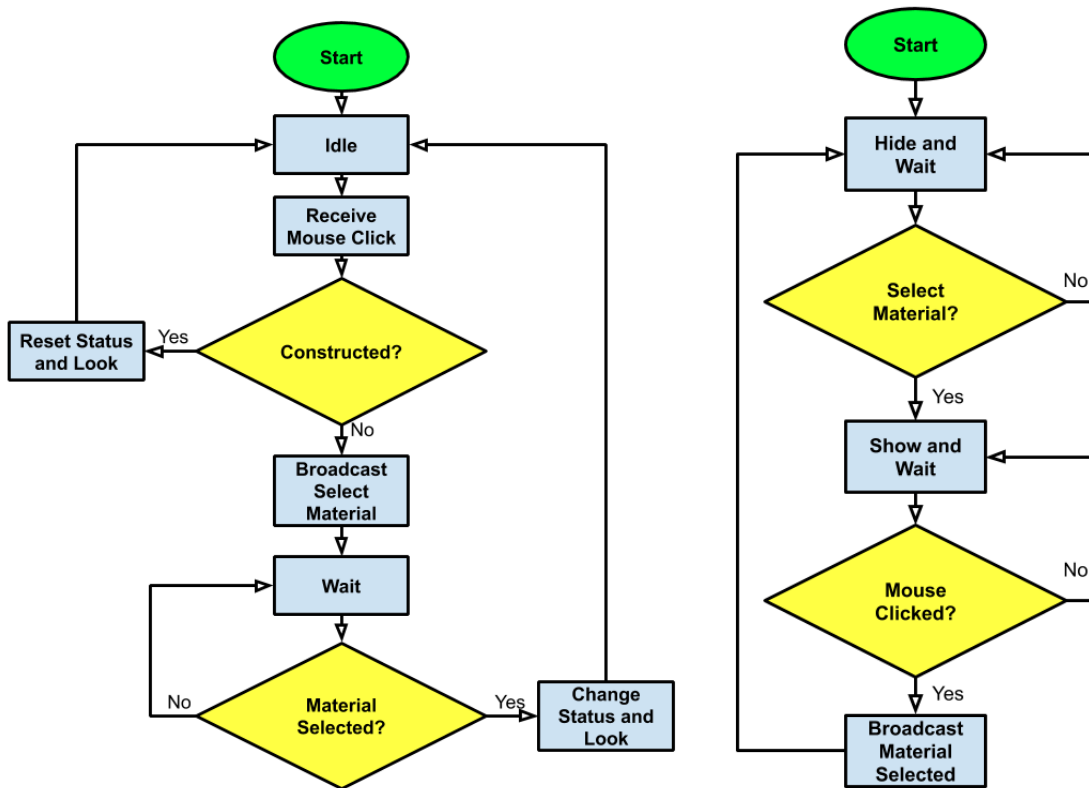 Start
Idle
Receive
Mouse Click
Constructed?
Yes
Reset Status
and Look
No
Broadcast
Select
Material
Wait
Material
Selected?
No
Yes
Change
Status and
Look
Start
Hide and
Wait
Select
Material?
No
Yes
Show and
Wait
Mouse
Clicked?
No
Yes
Broadcast
Material
Selected